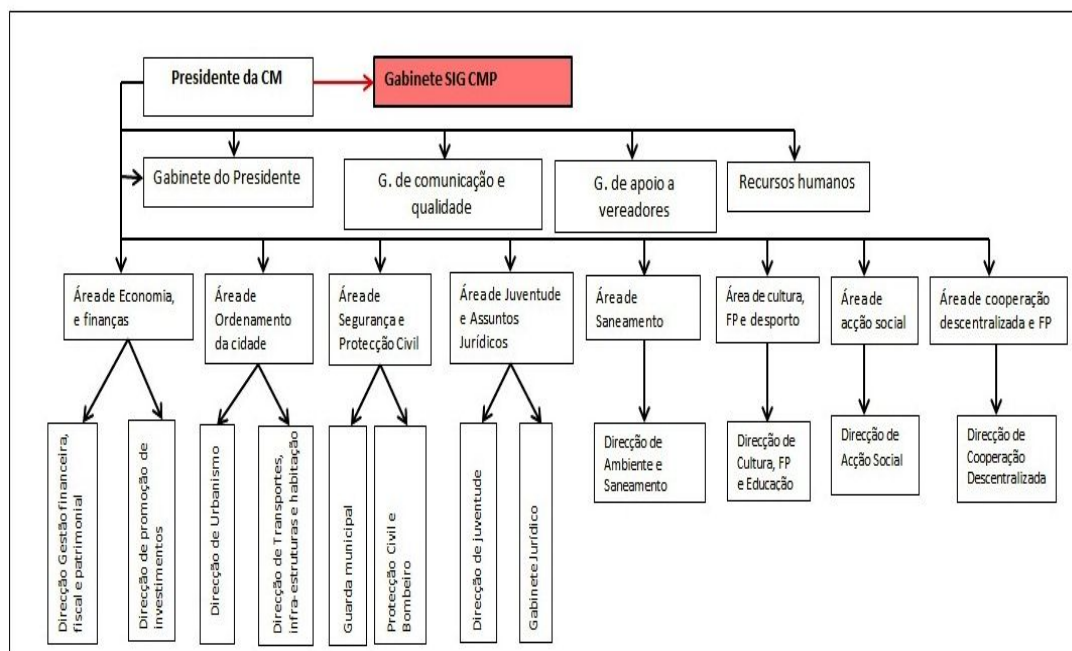 Presidente da CM
Gabinete SIG CMP
Gabinete do Presidente
G. de comunicação e
qualidade
G. de apoio a
vereadores
Recursos humanos
Área de Economia,
e finanças
Área de
Ordenamento
da cidade
Área de
Segurança e
Protecção Civil
Área de Juventude
e Assuntos
Jurídicos
Área de
Saneamento
Área de cultura,
FP e desporto
Área de
acção social
Área de cooperação
descentralizada e FP
Direcção Gestão financeira,
fiscal e patrimonial
Direcção de promoção de
investimentos
Direcção de Urbanismo
Direcção de Transportes,
infra-estruturas e habitação
Guarda municipal
Protecção Civil e
Bombeiro
Direcção de juventude
Gabinete Jurídico
Direcção de
Ambiente e
Saneamento
Direcção de
Cultura, FP
e Educação
Direcção de
Acção Social
Direcção de
Cooperação
Descentralizada